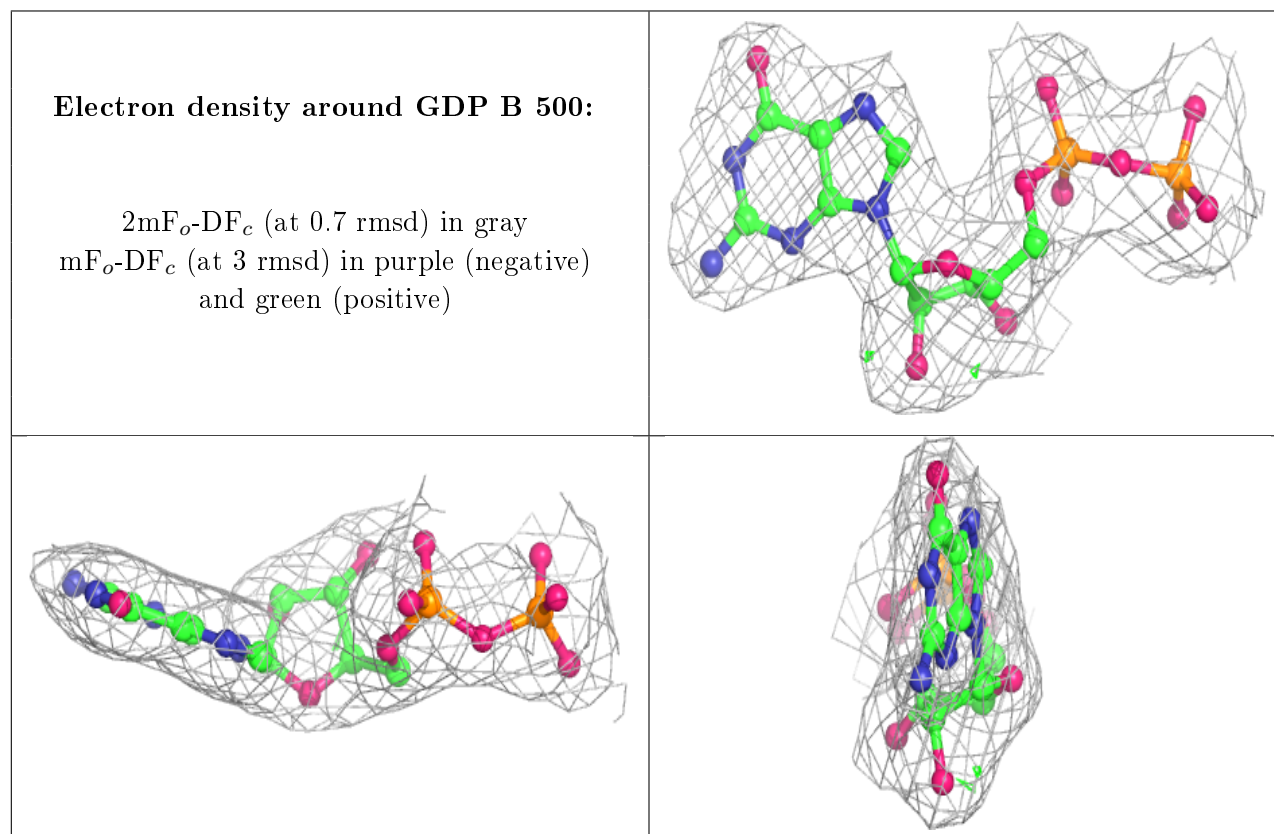 Electron density around GDP B 500:
2mFₒ-DF𝒸 (at 0.7 rmsd) in gray
mFₒ-DF𝒸 (at 3 rmsd) in purple (negative)
and green (positive)